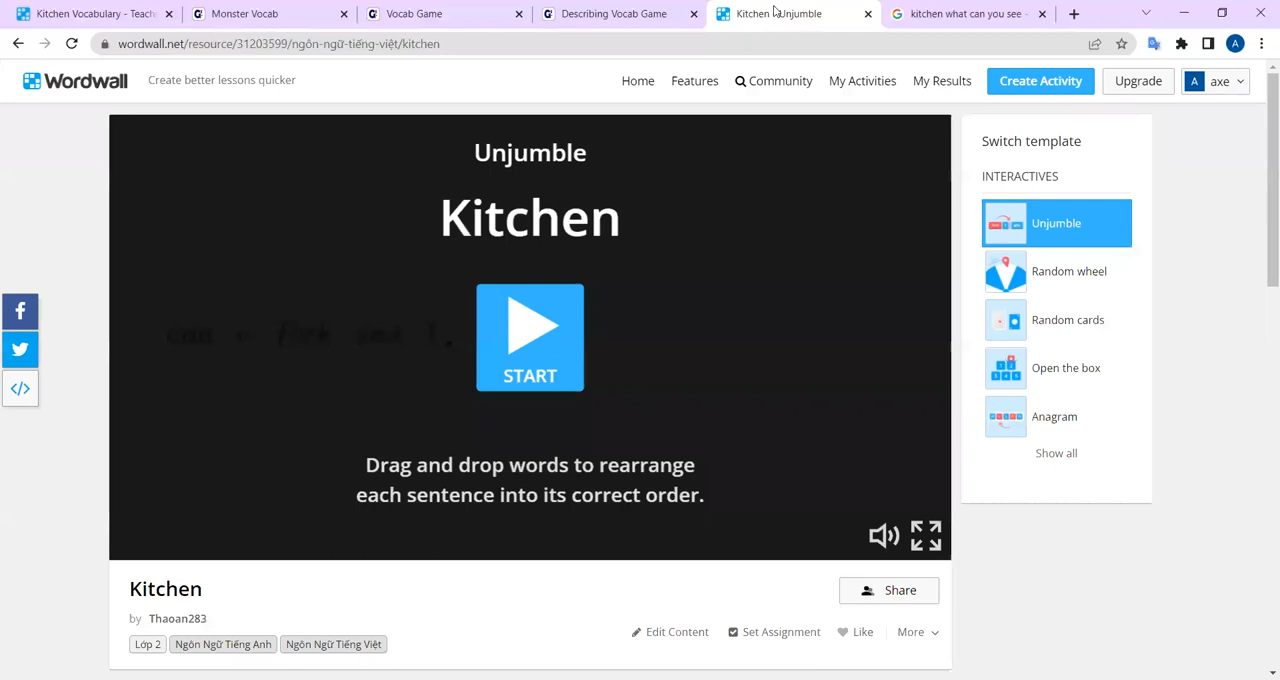 Kitchen Vocabulary - Teach
Monster Vocab
Vocab Game
Describing Vocab Game
Kitchen - Unjumble
kitchen what can you see -
wordwall.net/resource/31203599/ngôn-ngữ-tiếng-việt/kitchen
A
Wordwall
Create better lessons quicker
Home
Features
Community
My Activities
My Results
Create Activity
Upgrade
A axe
Unjumble
Kitchen
START
Drag and drop words to rearrange
each sentence into its correct order.
Switch template
INTERACTIVES
Unjumble
Random wheel
Random cards
Open the box
Anagram
Show all
Kitchen
Share
by Thaoan283
Edit Content
Set Assignment
Like
More
Lớp 2
Ngôn Ngữ Tiếng Anh
Ngôn Ngữ Tiếng Việt